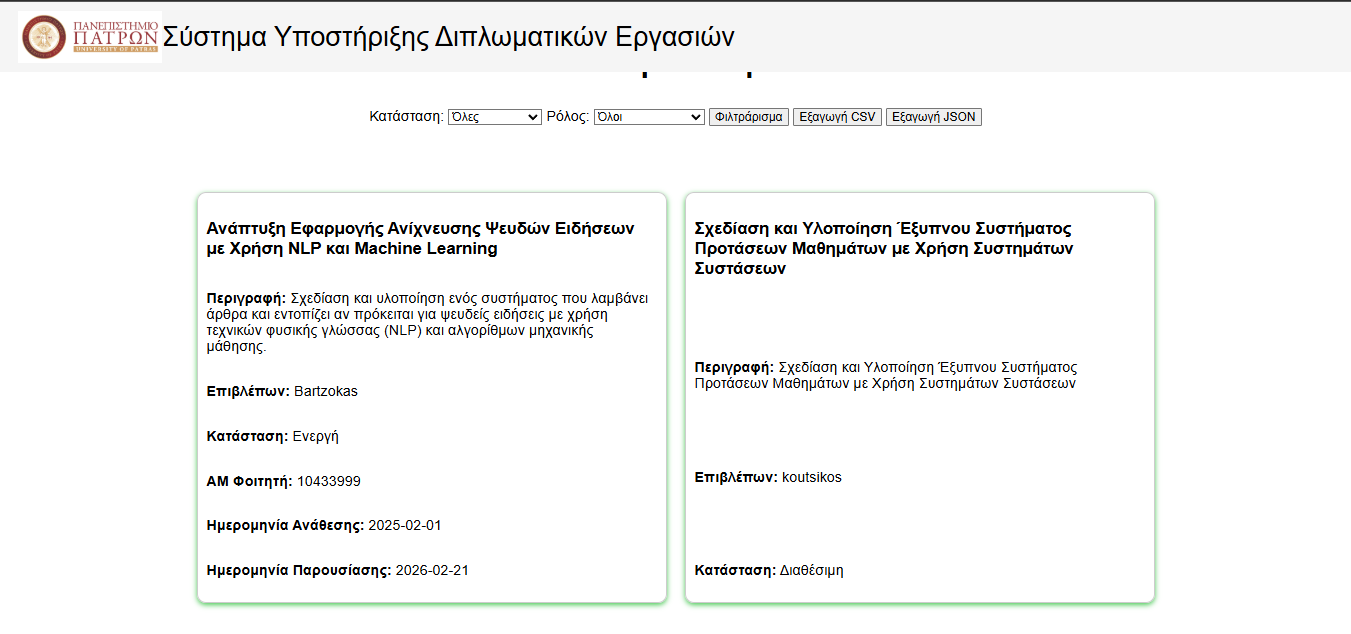 ΠΑΝΕΠΙΣΤΗΜΙΟ
ΠΑΤΡΩΝ
UNIVERSITY OF PATRAS
Σύστημα Υποστήριξης Διπλωματικών Εργασιών
Κατάσταση: Όλες Ρόλος: Όλοι Φιλτράρισμα Εξαγωγή CSV Εξαγωγή JSON
Ανάπτυξη Εφαρμογής Ανίχνευσης Ψευδών Ειδήσεων
με Χρήση NLP και Machine Learning
Περιγραφή: Σχεδίαση και υλοποίηση ενός συστήματος που λαμβάνει
άρθρα και εντοπίζει αν πρόκειται για ψευδείς ειδήσεις με χρήση
τεχνικών φυσικής γλώσσας (NLP) και αλγορίθμων μηχανικής
μάθησης.
Επιβλέπων: Bartzokas
Κατάσταση: Ενεργή
ΑΜ Φοιτητή: 10433999
Ημερομηνία Ανάθεσης: 2025-02-01
Ημερομηνία Παρουσίασης: 2026-02-21
Σχεδίαση και Υλοποίηση Έξυπνου Συστήματος
Προτάσεων Μαθημάτων με Χρήση Συστημάτων
Συστάσεων
Περιγραφή: Σχεδίαση και Υλοποίηση Έξυπνου Συστήματος
Προτάσεων Μαθημάτων με Χρήση Συστημάτων Συστάσεων
Επιβλέπων: koutsikos
Κατάσταση: Διαθέσιμη